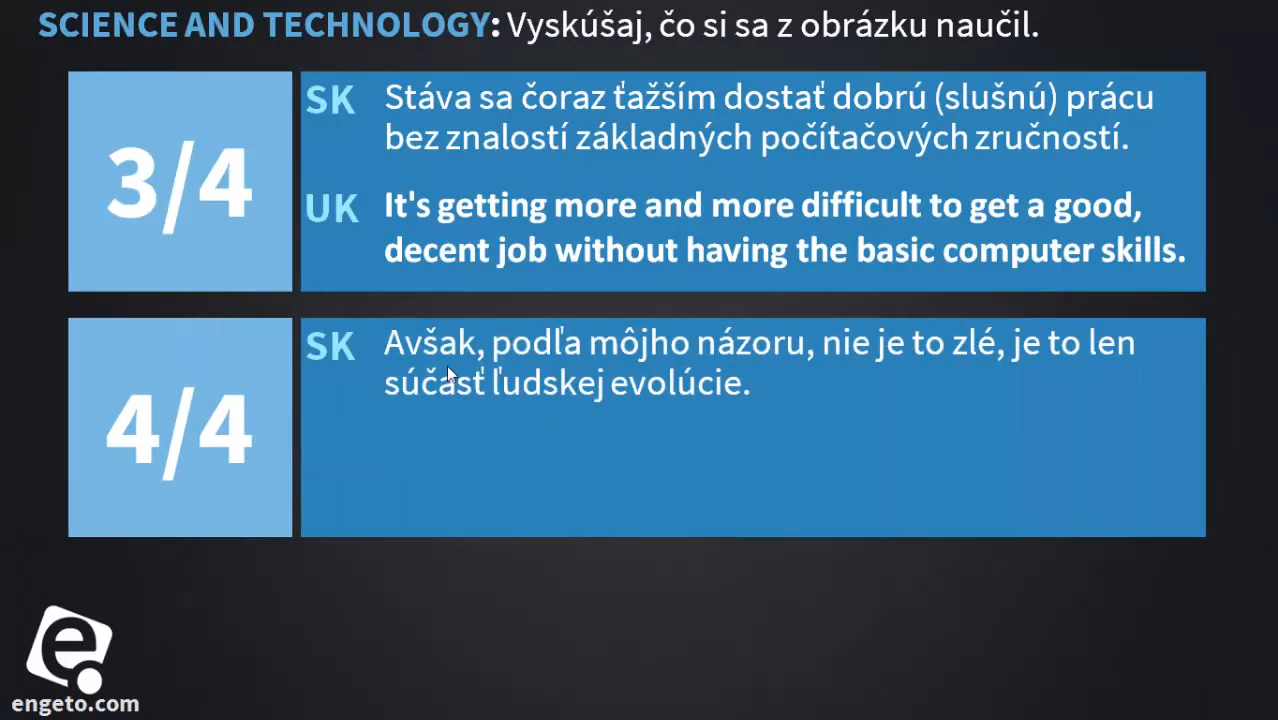 SCIENCE AND TECHNOLOGY: Vyskúšaj, čo si sa z obrázku naučil.
3/4
SK Stáva sa čoraz ťažším dostať dobrú (slušnú) prácu
bez znalostí základných počítačových zručností.
UK It's getting more and more difficult to get a good,
decent job without having the basic computer skills.
4/4
SK Avšak, podľa môjho názoru, nie je to zlé, je to len
súčasť ľudskej evolúcie.
e
engeto.com